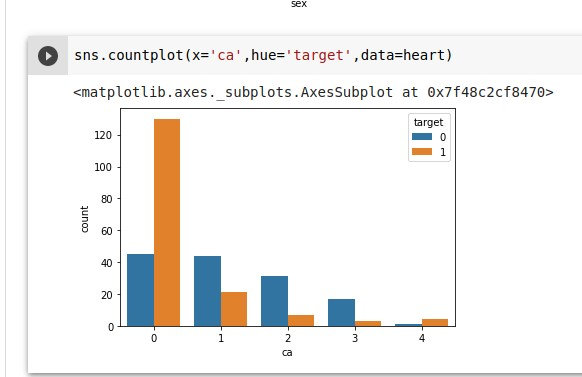 sex
sns.countplot(x='ca',hue='target',data=heart)
<matplotlib.axes._subplots.AxesSubplot at 0x7f48c2cf8470>
target
0
1
120
100
80
60
40
20
0
count
0 1 2 3 4
ca